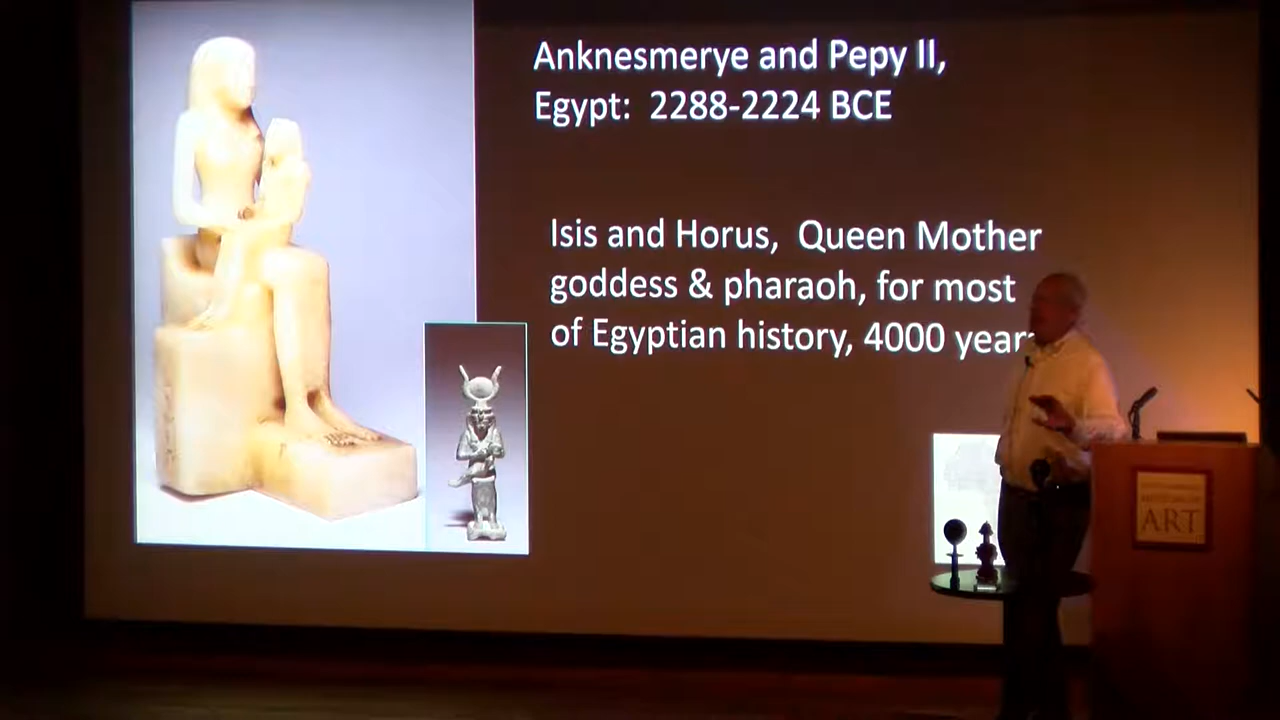 Anknesmerye and Pepy II,
Egypt: 2288-2224 BCE
Isis and Horus, Queen Mother
goddess & pharaoh, for most
of Egyptian history, 4000 years
ART